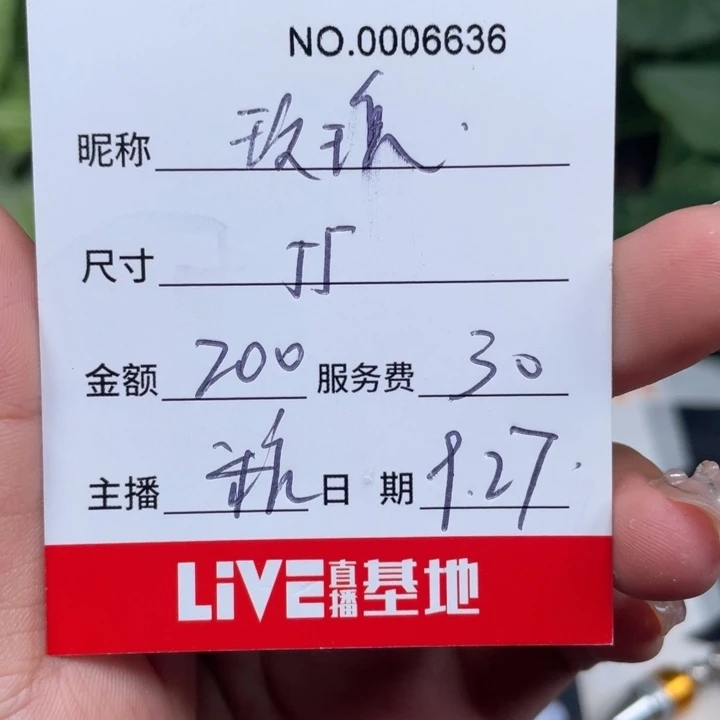 NO.0006636
昵称 玫瑰.
尺寸
金额 200 服务费 30
主播 日 期 9.27.
LiVE直播基地